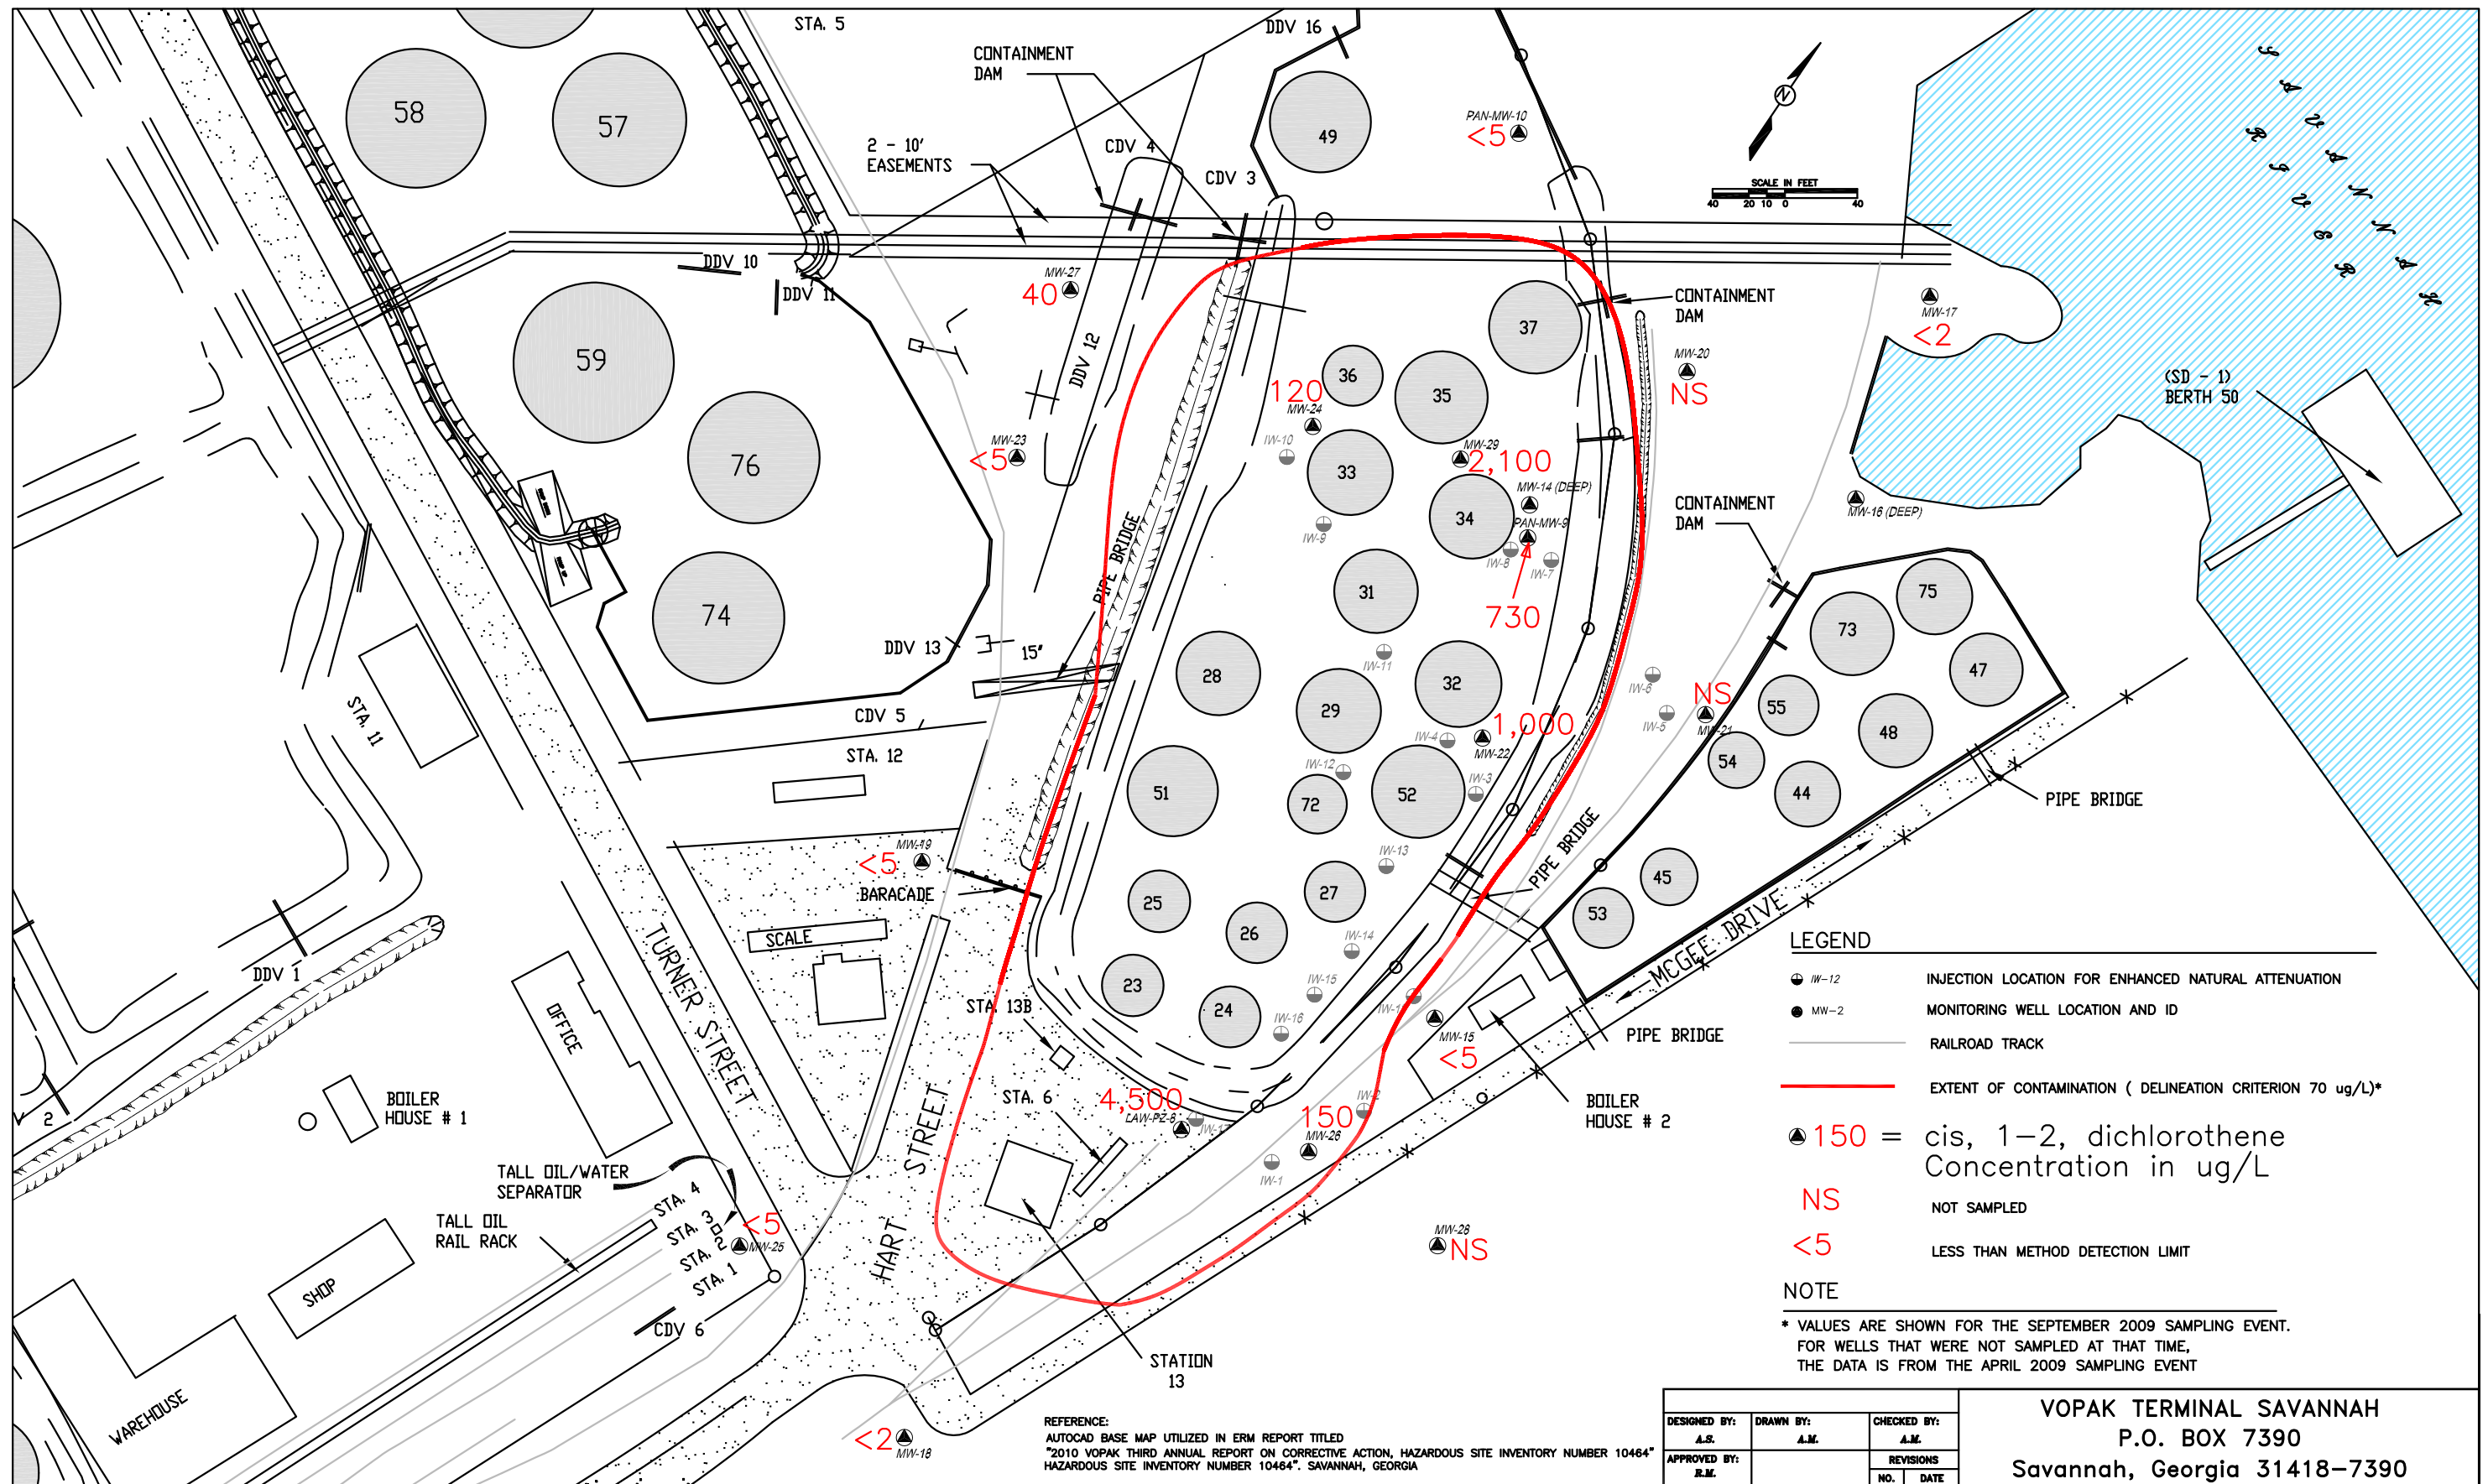 STA. 5
DDV 16
CONTAINMENT
DAM
58
57
49
2 - 10'
EASEMENTS
CDV 4
CDV 3
PAN-MW-10
<5
N
SCALE IN FEET
40 20 10 0 40
SAVANNAH
RIVER
DDV 10
DDV 11
MW-27
40
DDV 12
37
CONTAINMENT
DAM
MW-17
<2
MW-20
NS
59
36
35
120
MW-24
(SD - 1)
BERTH 50
76
MW-23
<5
IW-10
33
MW-29
2,100
MW-14 (DEEP)
34
PAN-MW-9
IW-9
IW-8
IW-7
CONTAINMENT
DAM
MW-16 (DEEP)
PIPE BRIDGE
31
730
74
DDV 13
15"
75
73
47
IW-11
28
32
29
IW-6
NS
MW-21
IW-5
55
48
STA. 11
CDV 5
STA. 12
1,000
MW-22
IW-4
IW-12
IW-3
54
44
51
72
52
PIPE BRIDGE
PIPE BRIDGE
MW-19
<5
BARACADE
IW-13
25
27
45
53
SCALE
26
IW-14
MCGEE DRIVE
DDV 1
TURNER STREET
23
IW-15
24
IW-16
STA. 13B
OFFICE
MW-15
<5
PIPE BRIDGE
BOILER
HOUSE # 1
2
STA. 6
4,500
LAW-PZ-8
IW-17
150
MW-26
IW-2
IW-1
BOILER
HOUSE # 2
HART STREET
TALL OIL/WATER
SEPARATOR
TALL OIL
RAIL RACK
STA. 4
STA. 3
STA. 2
STA. 1
<5
MW-25
MW-28
NS
SHOP
CDV 6
WAREHOUSE
STATION
13
<2
MW-18
LEGEND
IW-12 INJECTION LOCATION FOR ENHANCED NATURAL ATTENUATION
MW-2 MONITORING WELL LOCATION AND ID
RAILROAD TRACK
EXTENT OF CONTAMINATION ( DELINEATION CRITERION 70 ug/L)*
150 = cis, 1-2, dichlorothene
Concentration in ug/L
NS NOT SAMPLED
<5 LESS THAN METHOD DETECTION LIMIT
NOTE
* VALUES ARE SHOWN FOR THE SEPTEMBER 2009 SAMPLING EVENT.
FOR WELLS THAT WERE NOT SAMPLED AT THAT TIME,
THE DATA IS FROM THE APRIL 2009 SAMPLING EVENT
REFERENCE:
AUTOCAD BASE MAP UTILIZED IN ERM REPORT TITLED
"2010 VOPAK THIRD ANNUAL REPORT ON CORRECTIVE ACTION, HAZARDOUS SITE INVENTORY NUMBER 10464"
HAZARDOUS SITE INVENTORY NUMBER 10464". SAVANNAH, GEORGIA
DESIGNED BY: DRAWN BY: CHECKED BY:
A.S. A.M. A.M.
APPROVED BY: REVISIONS
R.M. NO. DATE
VOPAK TERMINAL SAVANNAH
P.O. BOX 7390
Savannah, Georgia 31418-7390